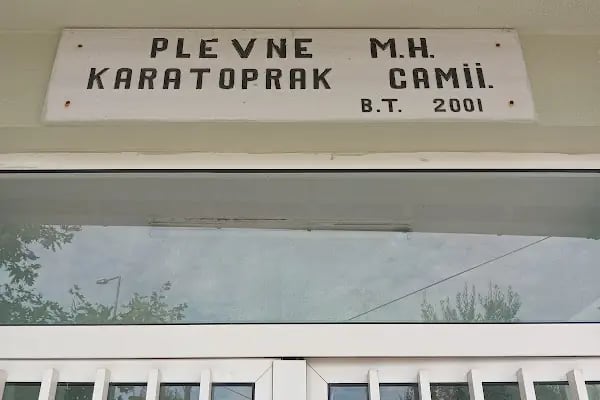 PLEVNE M.H.
KARATOPRAK CAMİİ.
B.T. 2001